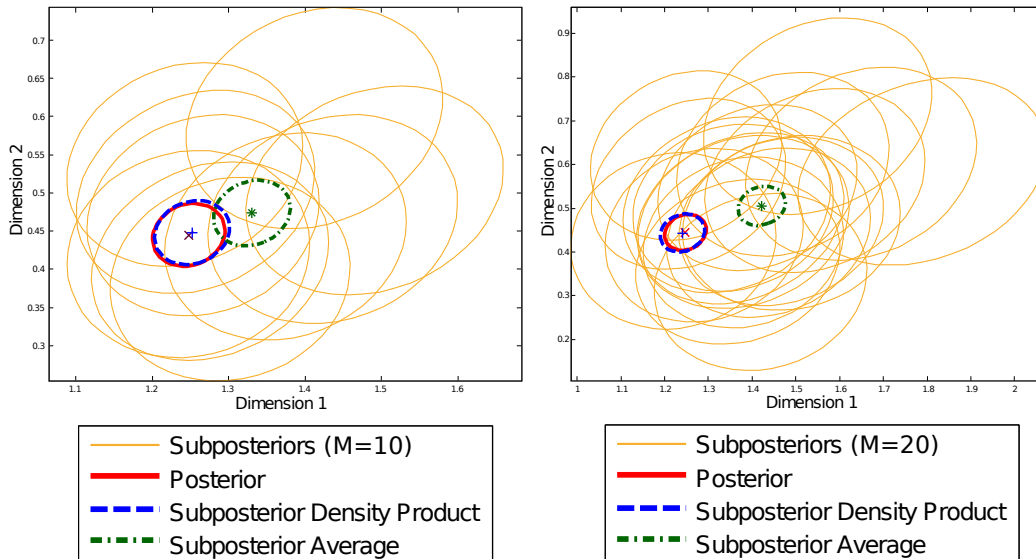 Dimension 2
0.7
0.65
0.6
0.55
0.5
0.45
0.4
0.35
0.3
1.1 1.2 1.3 1.4 1.5 1.6
Dimension 1
Subposteriors (M=10)
Posterior
Subposterior Density Product
Subposterior Average
Dimension 2
0.9
0.8
0.7
0.6
0.5
0.4
0.3
0.2
1 1.1 1.2 1.3 1.4 1.5 1.6 1.7 1.8 1.9 2
Dimension 1
Subposteriors (M=20)
Posterior
Subposterior Density Product
Subposterior Average